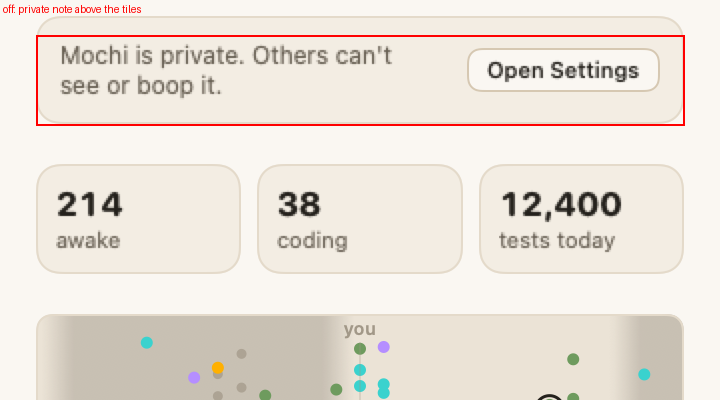 off: private note above the tiles
Mochi is private. Others can't
see or boop it.
Open Settings
214
awake
38
coding
12,400
tests today
you